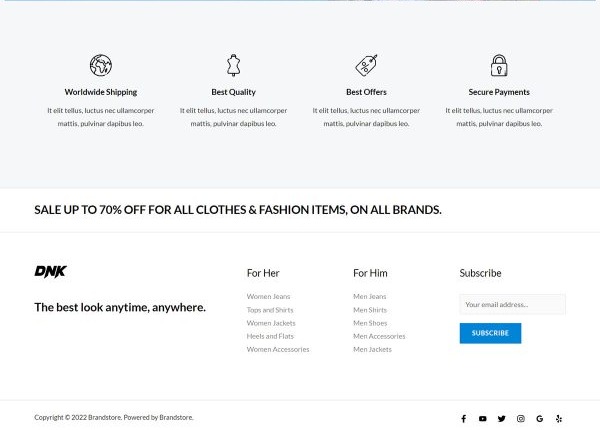 Worldwide Shipping
It elit tellus, luctus nec ullamcorper
mattis, pulvinar dapibus leo.
Best Quality
It elit tellus, luctus nec ullamcorper
mattis, pulvinar dapibus leo.
Best Offers
It elit tellus, luctus nec ullamcorper
mattis, pulvinar dapibus leo.
Secure Payments
It elit tellus, luctus nec ullamcorper
mattis, pulvinar dapibus leo.
SALE UP TO 70% OFF FOR ALL CLOTHES & FASHION ITEMS, ON ALL BRANDS.
DNK
The best look anytime, anywhere.
For Her
Women Jeans
Tops and Shirts
Women Jackets
Heels and Flats
Women Accessories
For Him
Men Jeans
Men Shirts
Men Shoes
Men Accessories
Men Jackets
Subscribe
Your email address...
SUBSCRIBE
Copyright © 2022 Brandstore. Powered by Brandstore.